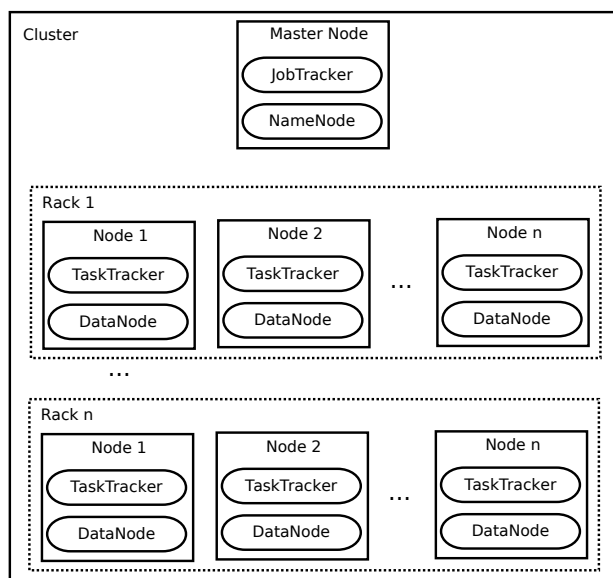 Cluster
Master Node
JobTracker
NameNode
Rack 1
Node 1
TaskTracker
DataNode
Node 2
TaskTracker
DataNode
...
Node n
TaskTracker
DataNode
...
Rack n
Node 1
TaskTracker
DataNode
Node 2
TaskTracker
DataNode
...
Node n
TaskTracker
DataNode